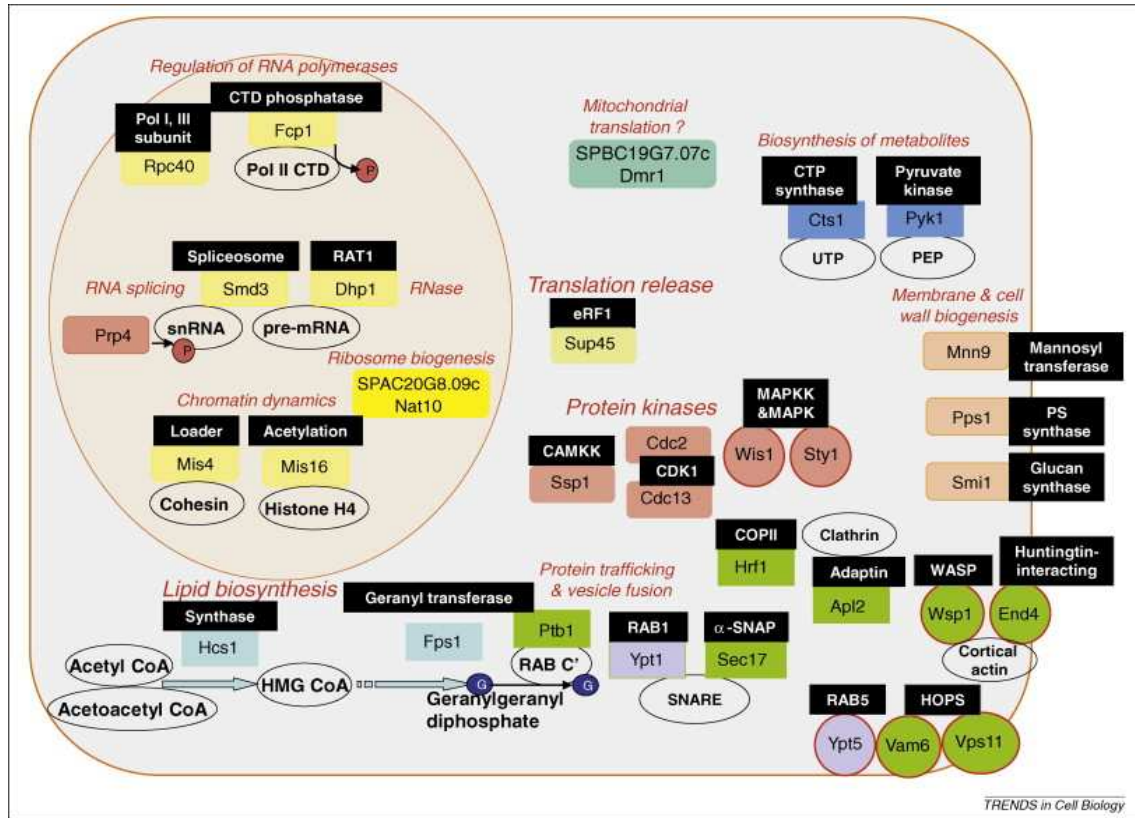 Regulation of RNA polymerases
CTD phosphatase
Pol I, III
subunit
Fcp1
Rpc40
Pol II CTD
P
Mitochondrial
translation ?
SPBC19G7.07c
Dmr1
Biosynthesis of metabolites
CTP
synthase
Pyruvate
kinase
Cts1
Pyk1
UTP
PEP
Spliceosome
RAT1
RNA splicing
Smd3
Dhp1
RNase
Prp4
snRNA
pre-mRNA
P
Ribosome biogenesis
SPAC20G8.09c
Nat10
Chromatin dynamics
Loader
Acetylation
Mis4
Mis16
Cohesin
Histone H4
Translation release
eRF1
Sup45
Membrane & cell
wall biogenesis
Mnn9
Mannosyl
transferase
Pps1
PS
synthase
Smi1
Glucan
synthase
Protein kinases
MAPKK
&MAPK
Wis1
Sty1
CAMKK
Ssp1
Cdc2
CDK1
Cdc13
COPII
Hrf1
Clathrin
Adaptin
Apl2
WASP
Wsp1
Huntingtin-
interacting
End4
Cortical
actin
Lipid biosynthesis
Synthase
Hcs1
Geranyl transferase
Fps1
Protein trafficking
& vesicle fusion
Ptb1
RAB1
Ypt1
α-SNAP
Sec17
SNARE
Acetyl CoA
Acetoacetyl CoA
HMG CoA
RAB C'
G
G
Geranylgeranyl
diphosphate
RAB5
HOPS
Ypt5
Vam6
Vps11
TRENDS in Cell Biology